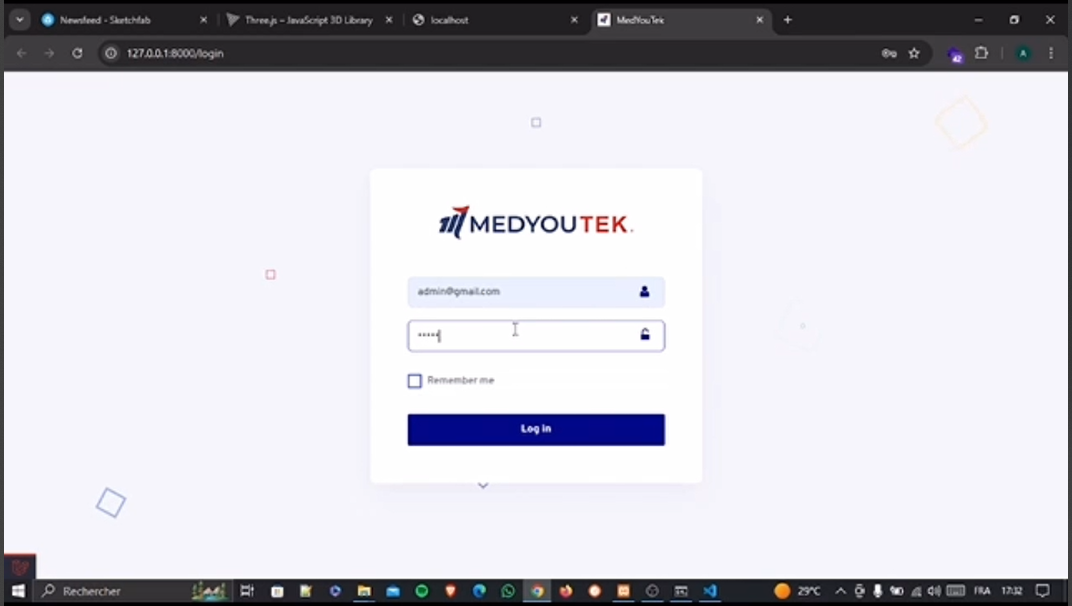 Newsfeed - Sketchfab
Three.js – JavaScript 3D Library
localhost
MedYouTek
127.0.0.1:8000/login
42
A
MEDYOUTEK.
admin@gmail.com
•••••
Remember me
Log in
Rechercher
29°C
FRA
17:32